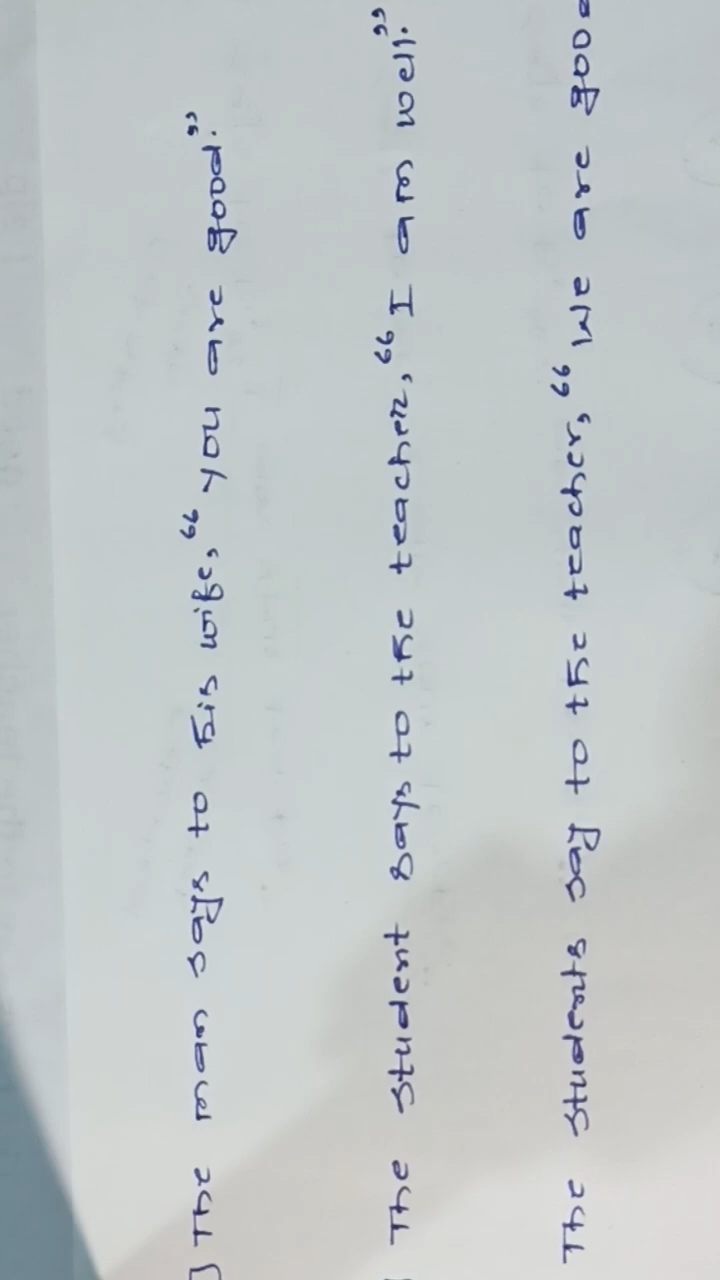 The man says to his wife, "You are good."
The student says to the teacher, "I am well."
The students say to the teacher, "We are good